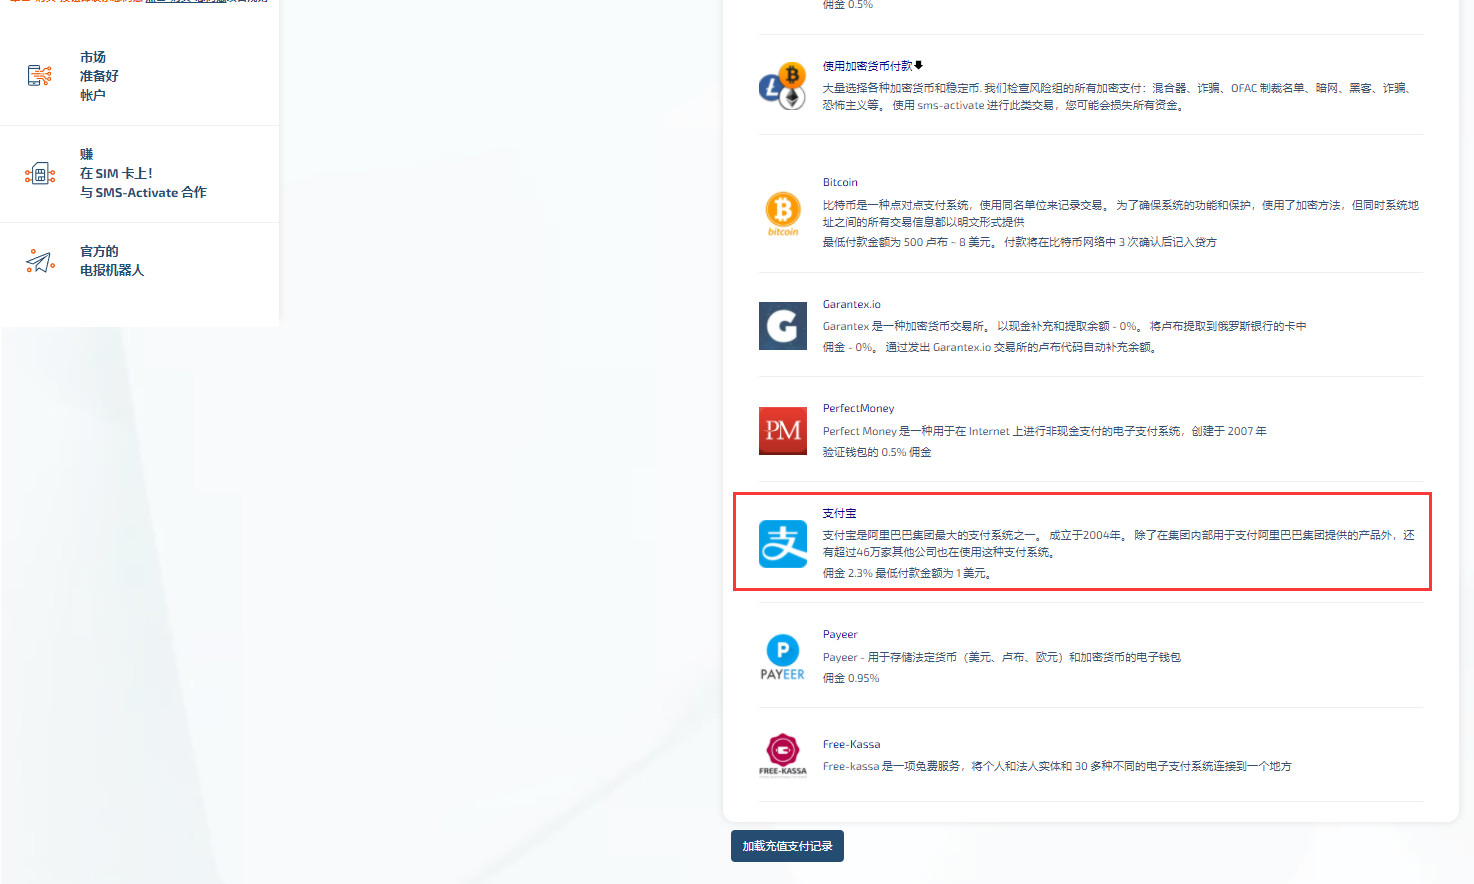 市场
准备好
帐户
赚
在 SIM 卡上！
与 SMS-Activate 合作
官方的
电报机器人
佣金 0.5%
使用加密货币付款
大量选择各种加密货币和稳定币. 我们检查风险组的所有加密支付：混合器、诈骗、OFAC 制裁名单、暗网、黑客、诈骗、
恐怖主义等。 使用 sms-activate 进行此类交易，您可能会损失所有资金。
Bitcoin
bitcoin
比特币是一种点对点支付系统，使用同名单位来记录交易。 为了确保系统的功能和保护，使用了加密方法，但同时系统地
址之间的所有交易信息都以明文形式提供
最低付款金额为 500 卢布 ~ 8 美元。 付款将在比特币网络中 3 次确认后记入贷方
Garantex.io
G
Garantex 是一种加密货币交易所。 以现金补充和提取余额 - 0%。 将卢布提取到俄罗斯银行的卡中
佣金 - 0%。 通过发出 Garantex.io 交易所的卢布代码自动补充余额。
PerfectMoney
PM
Perfect Money 是一种用于在 Internet 上进行非现金支付的电子支付系统，创建于 2007 年
验证钱包的 0.5% 佣金
支付宝
支
支付宝是阿里巴巴集团最大的支付系统之一。 成立于2004年。 除了在集团内部用于支付阿里巴巴集团提供的产品外，还
有超过46万家其他公司也在使用这种支付系统。
佣金 2.3% 最低付款金额为 1 美元。
Payeer
P
PAYEER
Payeer - 用于存储法定货币（美元、卢布、欧元）和加密货币的电子钱包
佣金 0.95%
Free-Kassa
FREE-KASSA
Free-kassa 是一项免费服务，将个人和法人实体和 30 多种不同的电子支付系统连接到一个地方
加载充值支付记录